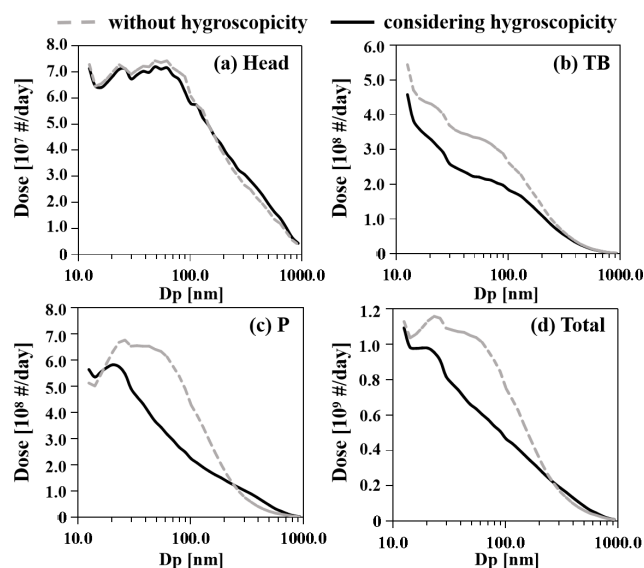 without hygroscopicity considering hygroscopicity
(a) Head
Dose [10⁷ #/day]
8.0
7.0
6.0
5.0
4.0
3.0
2.0
1.0
0
10.0 100.0 1000.0
Dp [nm]
(b) TB
Dose [10⁸ #/day]
6.0
5.0
4.0
3.0
2.0
1.0
0.0
10.0 100.0 1000.0
Dp [nm]
(c) P
Dose [10⁸ #/day]
8.0
7.0
6.0
5.0
4.0
3.0
2.0
1.0
0
10.0 100.0 1000.0
Dp [nm]
(d) Total
Dose [10⁹ #/day]
1.2
1.0
0.8
0.6
0.4
0.2
0
10.0 100.0 1000.0
Dp [nm]